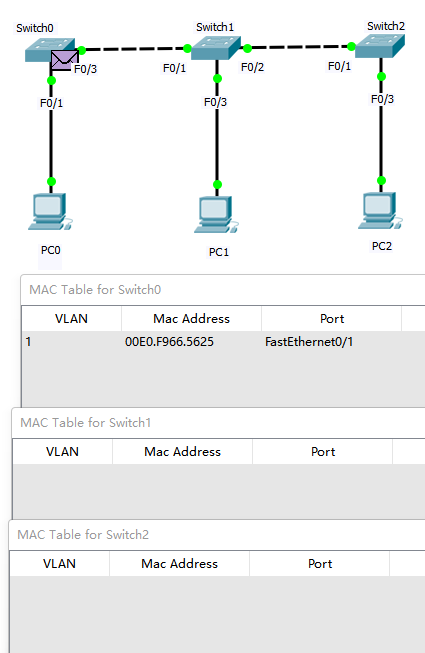 Switch0
Switch1
Switch2
F0/3
F0/1
F0/2
F0/1
F0/1
F0/3
F0/3
PC0
PC1
PC2
MAC Table for Switch0
VLAN Mac Address Port
1 00E0.F966.5625 FastEthernet0/1
MAC Table for Switch1
VLAN Mac Address Port
MAC Table for Switch2
VLAN Mac Address Port